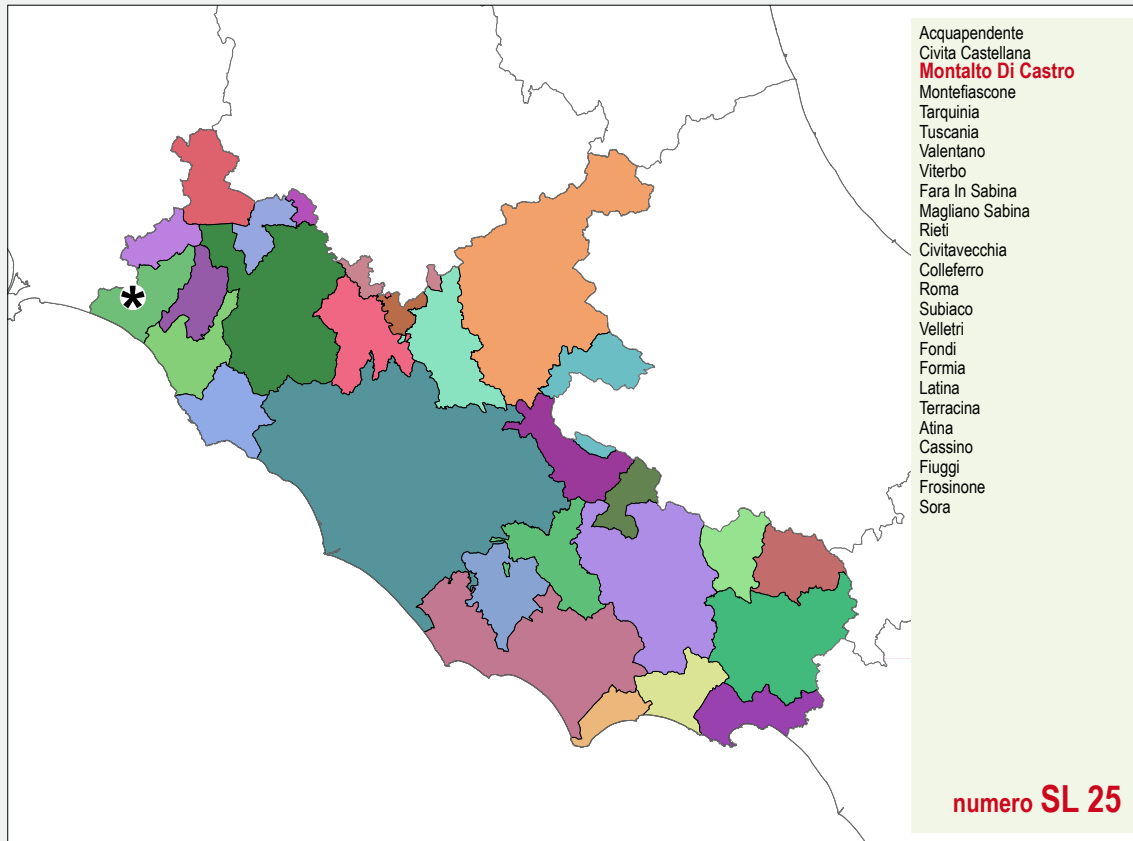 Acquapendente
Civita Castellana
Montalto Di Castro
Montefiascone
Tarquinia
Tuscania
Valentano
Viterbo
Fara In Sabina
Magliano Sabina
Rieti
Civitavecchia
Colleferro
Roma
Subiaco
Velletri
Fondi
Formia
Latina
Terracina
Atina
Cassino
Fiuggi
Frosinone
Sora
numero SL 25